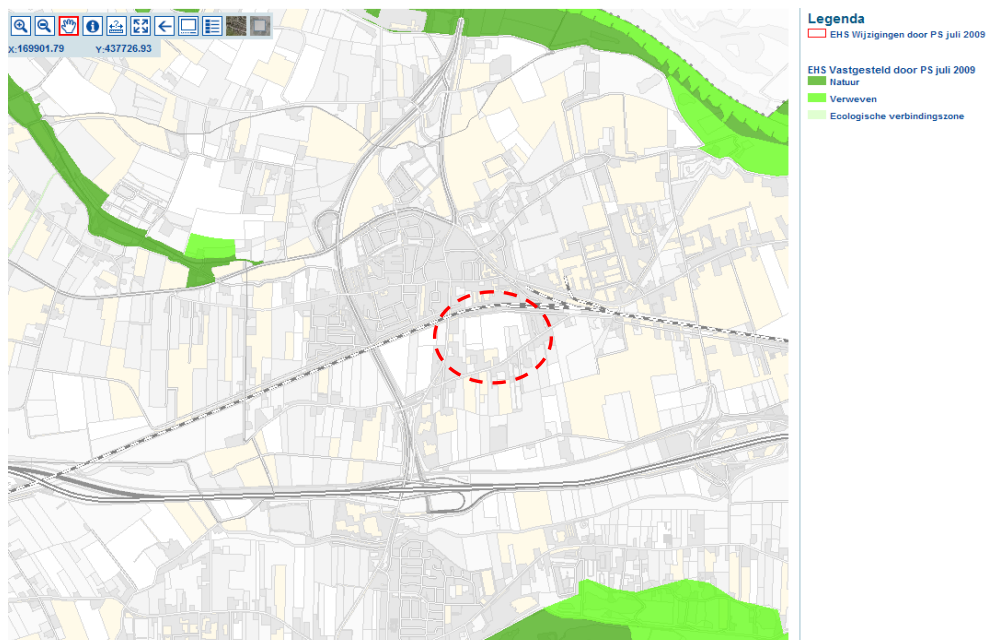 X:169901.79 Y:437726.93
Legenda
EHS Wijzigingen door PS juli 2009
EHS Vastgesteld door PS juli 2009
Natuur
Verweven
Ecologische verbindingszone